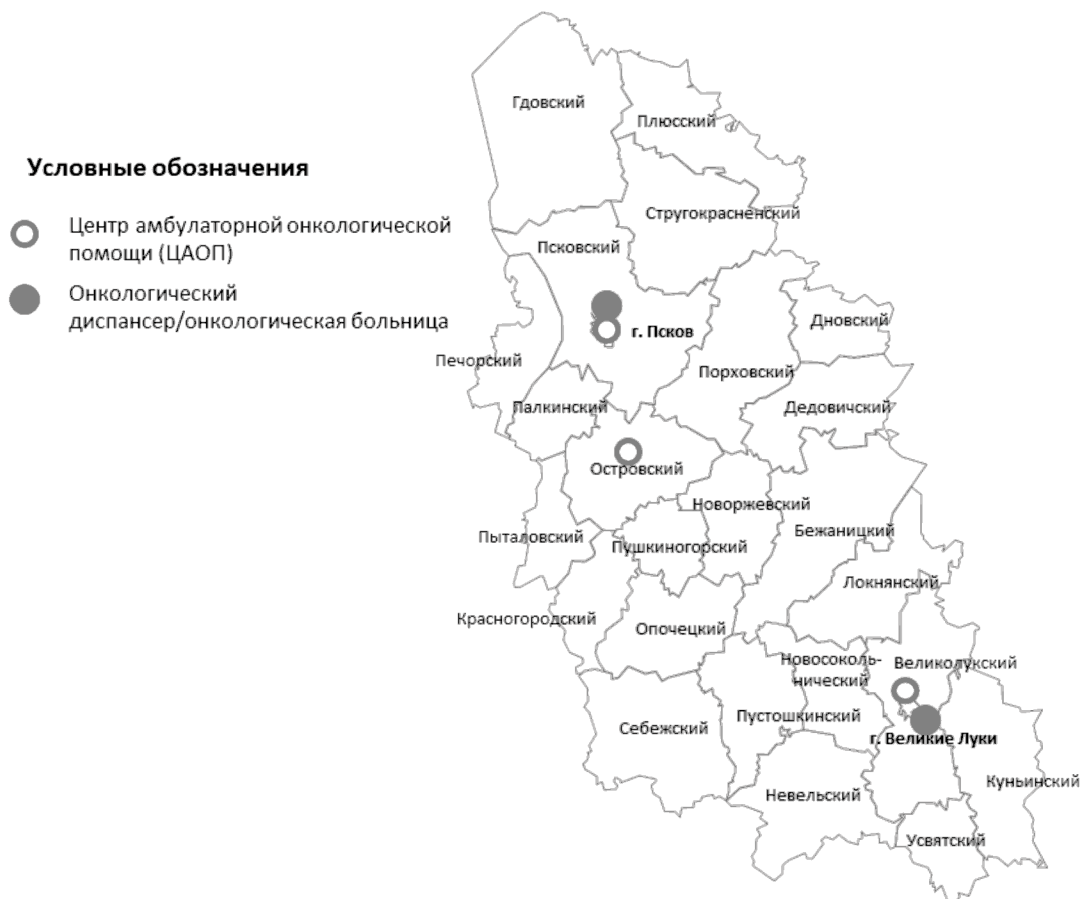 Гдовский
Плюсский
Условные обозначения
Центр амбулаторной онкологической
помощи (ЦАОП)
Онкологический
диспансер/онкологическая больница
Стругокрасненский
Псковский
г. Псков
Дновский
Печорский
Порховский
Палкинский
Дедовичский
Островский
Новоржевский
Бежаницкий
Пыталовский
Пушкиногорский
Локнянский
Красногородский
Опочецкий
Новосоколь-
нический
Великолукский
Себежский
Пустошкинский
г. Великие Луки
Невельский
Куньинский
Усвятский